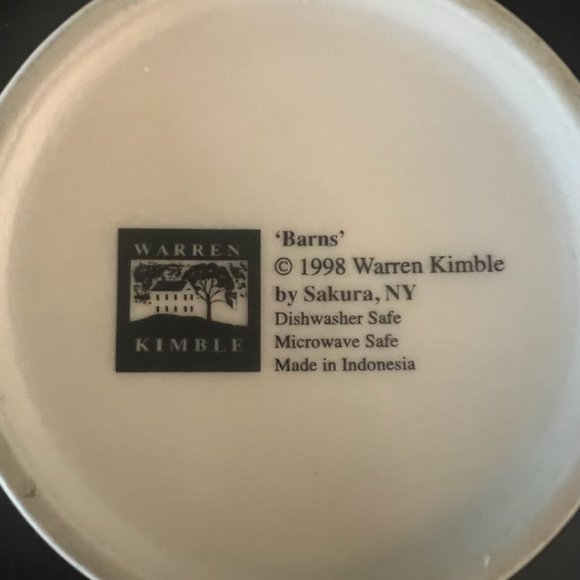 WARREN
KIMBLE
‘Barns’
© 1998 Warren Kimble
by Sakura, NY
Dishwasher Safe
Microwave Safe
Made in Indonesia